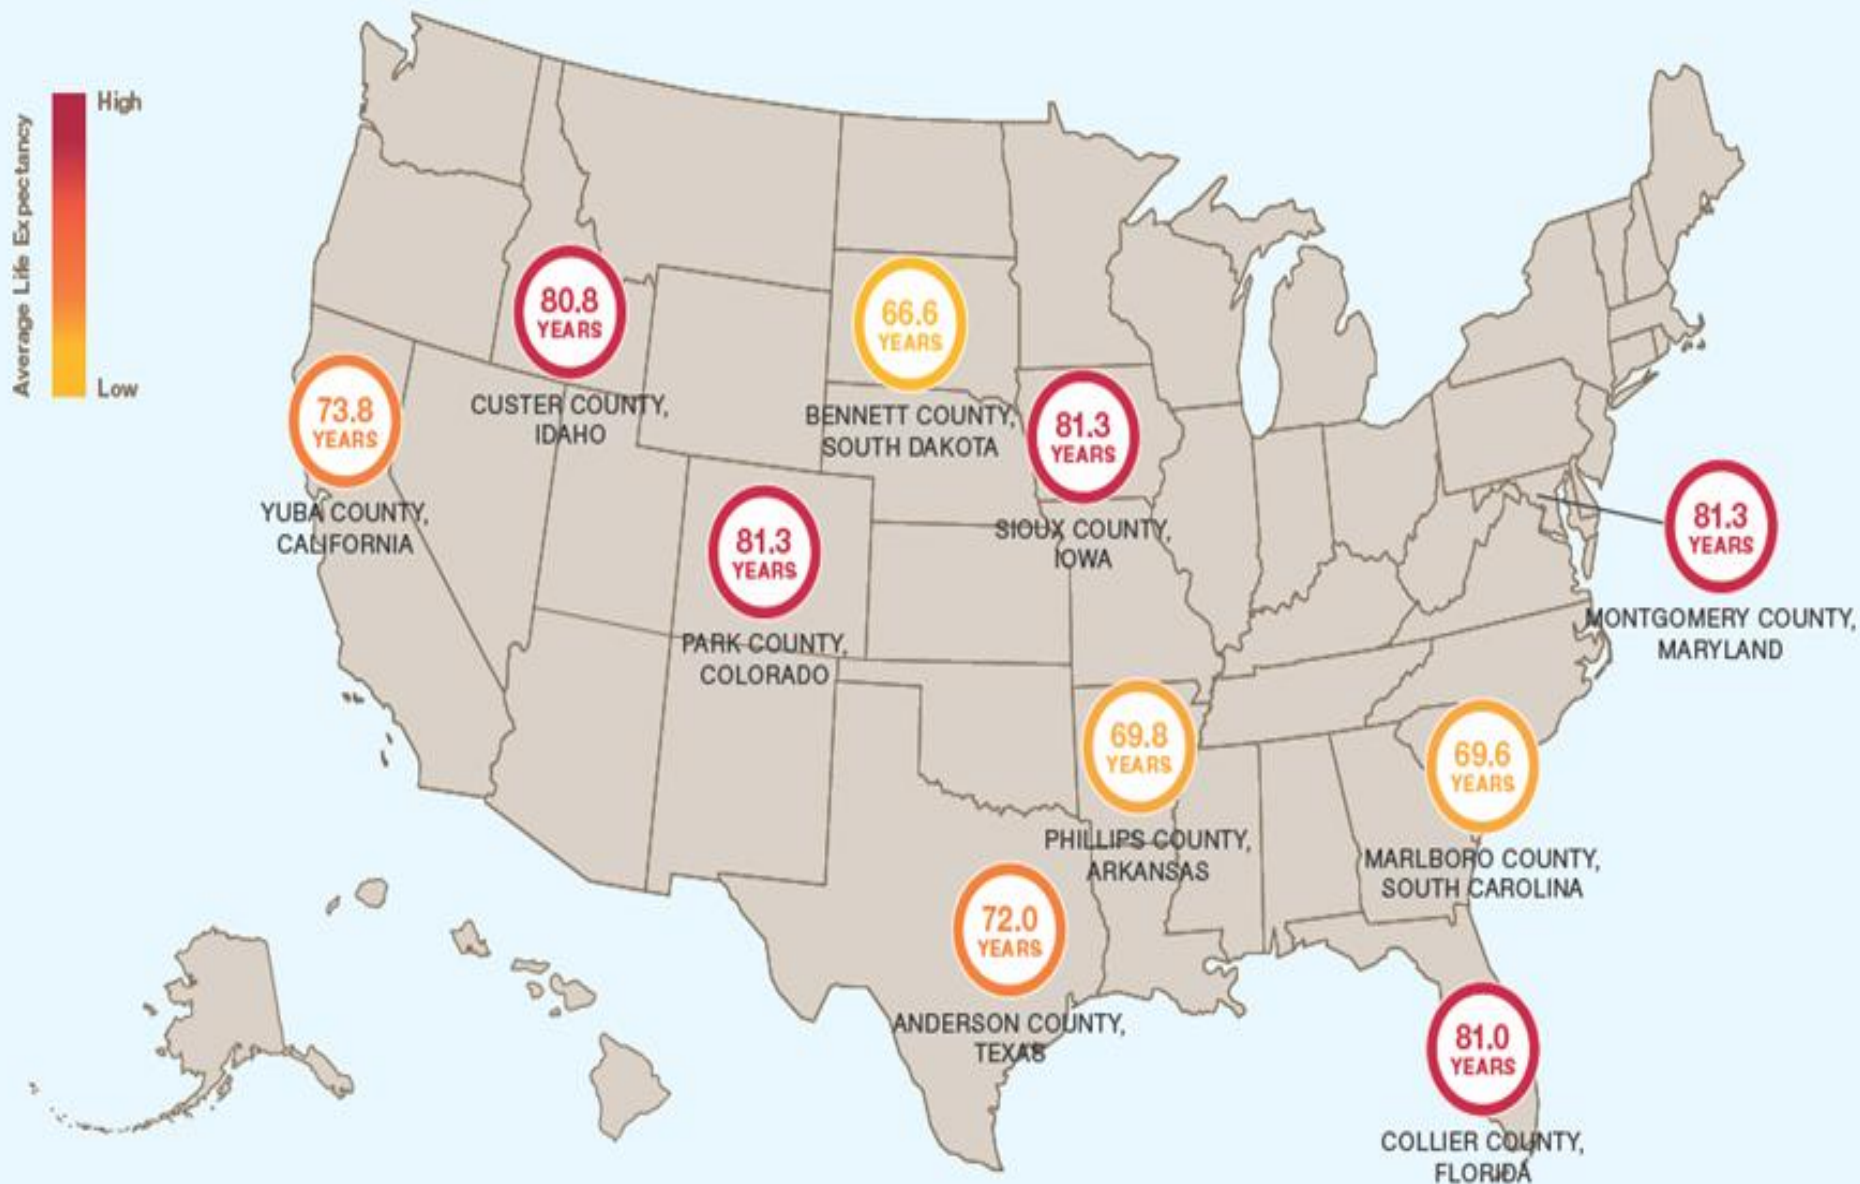 High
Average Life Expectancy
Low
80.8
YEARS
CUSTER COUNTY,
IDAHO
66.6
YEARS
BENNETT COUNTY,
SOUTH DAKOTA
73.8
YEARS
YUBA COUNTY,
CALIFORNIA
81.3
YEARS
SIOUX COUNTY,
IOWA
81.3
YEARS
PARK COUNTY,
COLORADO
81.3
YEARS
MONTGOMERY COUNTY,
MARYLAND
69.8
YEARS
PHILLIPS COUNTY,
ARKANSAS
69.6
YEARS
MARLBORO COUNTY,
SOUTH CAROLINA
72.0
YEARS
ANDERSON COUNTY,
TEXAS
81.0
YEARS
COLLIER COUNTY,
FLORIDA